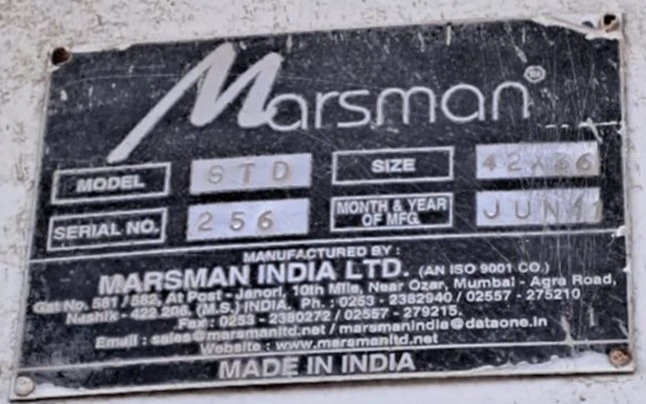 Marsman
MODEL STD SIZE
SERIAL NO. 256 MONTH & YEAR OF MFG. JUN
MANUFACTURED BY :
MARSMAN INDIA LTD. (AN ISO 9001 CO.)
Gat No. 581 / 582, At Post - Janori, 10th Mile, Near Ozar, Mumbai - Agra Road,
Nashik - 422 206. (M.S.) INDIA. Ph. : 0253 - 2382940 / 02557 - 275210
Fax : 0253 - 2380272 / 02557 - 279215.
Email : sales@marsmanltd.net / marsmanindia@dataone.in
Website : www.marsmanltd.net
MADE IN INDIA